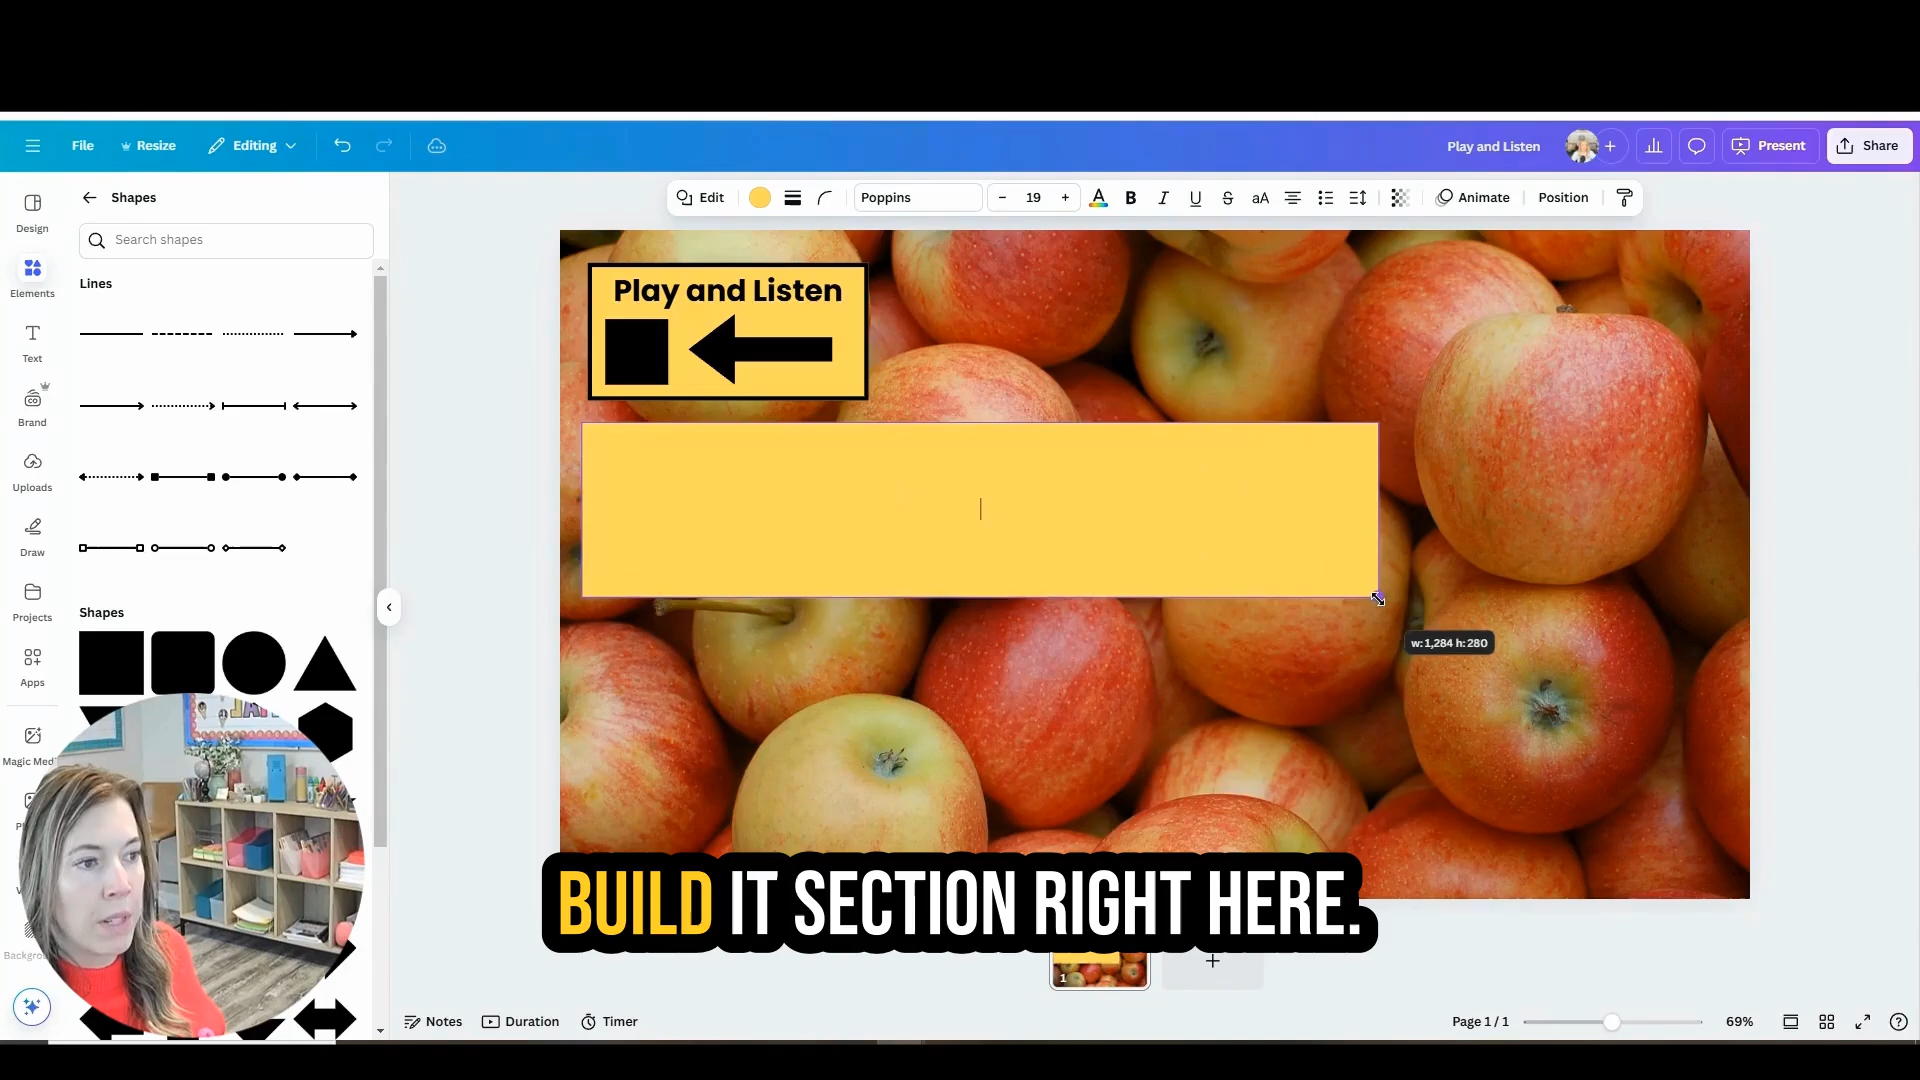 File
Resize
Editing
Play and Listen
Present
Share
Shapes
Edit
Poppins
19
A
B
I
U
S
aA
Animate
Position
Design
Search shapes
Elements
Lines
Text
Brand
Uploads
Draw
Projects
Shapes
Apps
Play and Listen
w:1,284 h:280
BUILD IT SECTION RIGHT HERE.
1
Notes
Duration
Timer
Page 1 / 1
69%